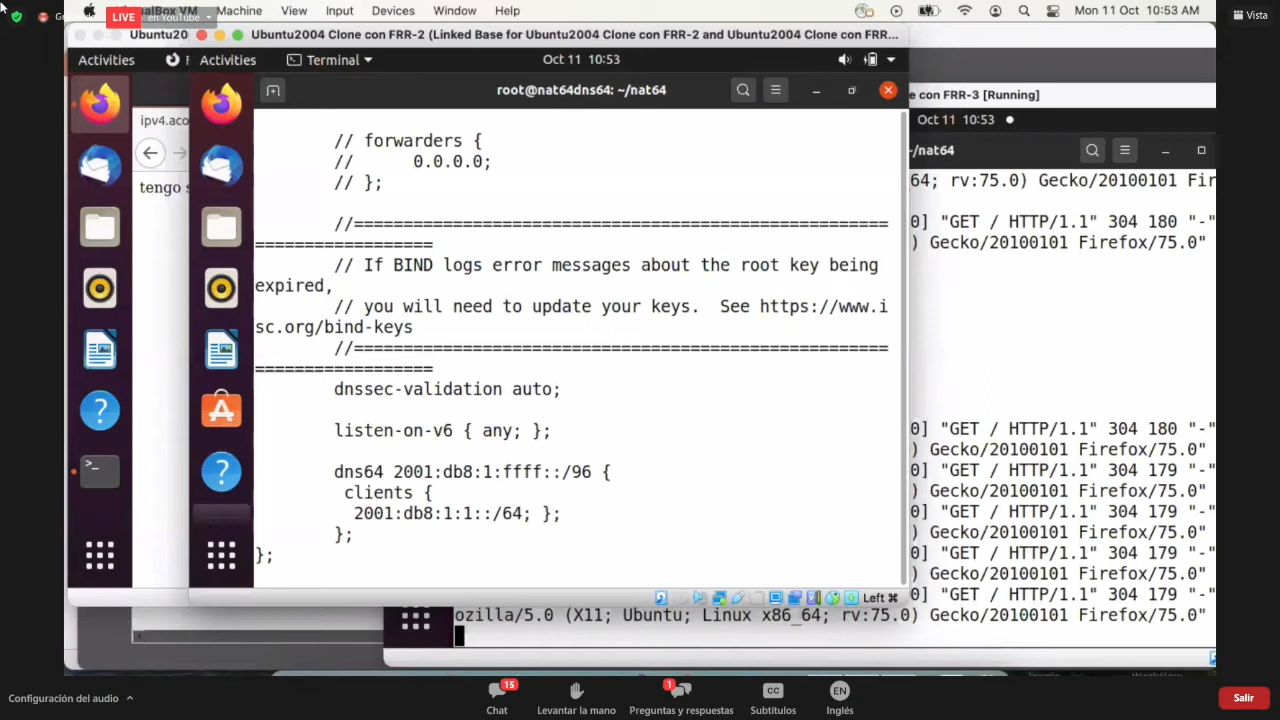 VirtualBox VM Machine View Input Devices Window Help Mon 11 Oct 10:53 AM
LIVE en YouTube
Vista
Ubuntu20
Ubuntu2004 Clone con FRR-2 (Linked Base for Ubuntu2004 Clone con FRR-2 and Ubuntu2004 Clone con FRR...
Activities
Activities Terminal Oct 11 10:53
root@nat64dns64: ~/nat64
e con FRR-3 [Running]
Oct 11 10:53
-/nat64
ipv4.aco
tengo s
// forwarders {
// 0.0.0.0;
// };
//======================================================
==================
// If BIND logs error messages about the root key being
expired,
// you will need to update your keys. See https://www.i
sc.org/bind-keys
//======================================================
==================
dnssec-validation auto;
listen-on-v6 { any; };
dns64 2001:db8:1:ffff::/96 {
clients {
2001:db8:1:1::/64; };
};
};
Left ⌘
64; rv:75.0) Gecko/20100101 Fir
0] "GET / HTTP/1.1" 304 180 "-"
) Gecko/20100101 Firefox/75.0"
0] "GET / HTTP/1.1" 304 180 "-"
) Gecko/20100101 Firefox/75.0"
0] "GET / HTTP/1.1" 304 179 "-"
) Gecko/20100101 Firefox/75.0"
0] "GET / HTTP/1.1" 304 179 "-"
) Gecko/20100101 Firefox/75.0"
0] "GET / HTTP/1.1" 304 179 "-"
) Gecko/20100101 Firefox/75.0"
0] "GET / HTTP/1.1" 304 179 "-"
ozilla/5.0 (X11; Ubuntu; Linux x86_64; rv:75.0) Gecko/20100101 Firefox/75.0"
Configuración del audio
15
Chat
Levantar la mano
1
Preguntas y respuestas
CC
Subtítulos
EN
Inglés
Salir